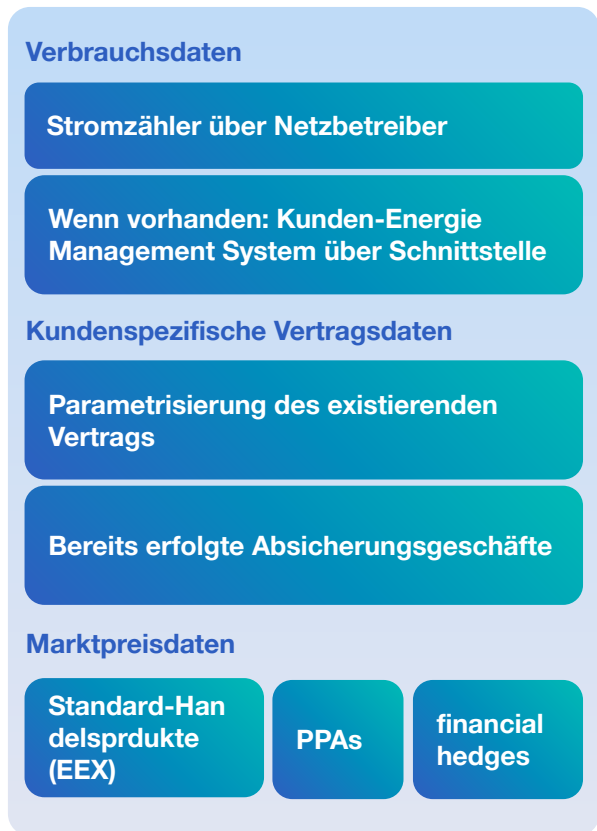 Verbrauchsdaten
Stromzähler über Netzbetreiber
Wenn vorhanden: Kunden-Energie
Management System über Schnittstelle
Kundenspezifische Vertragsdaten
Parametrisierung des existierenden
Vertrags
Bereits erfolgte Absicherungsgeschäfte
Marktpreisdaten
Standard-Han
delsprdukte
(EEX)
PPAs
financial
hedges